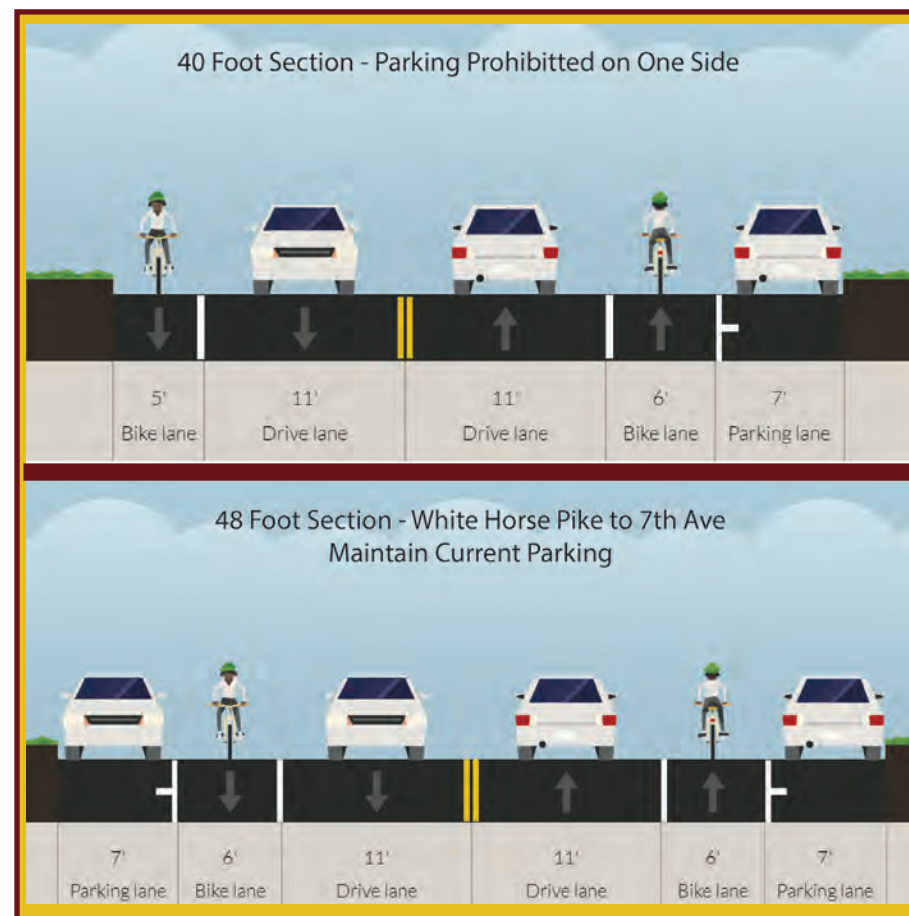 40 Foot Section - Parking Prohibitted on One Side
5' 11' 11' 6' 7'
Bike lane Drive lane Drive lane Bike lane Parking lane
48 Foot Section - White Horse Pike to 7th Ave
Maintain Current Parking
7' 6' 11' 11' 6' 7'
Parking lane Bike lane Drive lane Drive lane Bike lane Parking lane